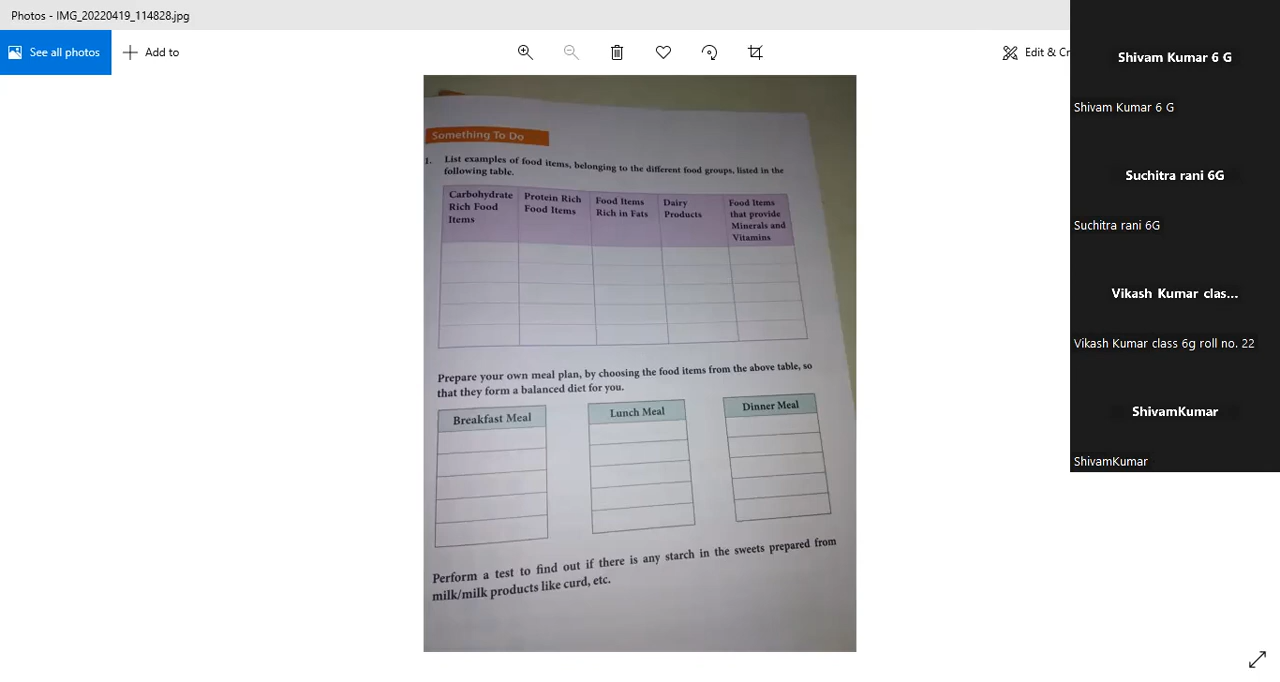 Photos - IMG_20220419_114828.jpg
See all photos
Add to
Edit & Cr
Something To Do
1. List examples of food items, belonging to the different food groups, listed in the
following table.
Carbohydrate
Rich Food
Items
Protein Rich
Food Items
Food Items
Rich in Fats
Dairy
Products
Food Items
that provide
Minerals and
Vitamins
Prepare your own meal plan, by choosing the food items from the above table, so
that they form a balanced diet for you.
Breakfast Meal
Lunch Meal
Dinner Meal
Perform a test to find out if there is any starch in the sweets prepared from
milk/milk products like curd, etc.
Shivam Kumar 6 G
Shivam Kumar 6 G
Suchitra rani 6G
Suchitra rani 6G
Vikash Kumar clas...
Vikash Kumar class 6g roll no. 22
ShivamKumar
ShivamKumar